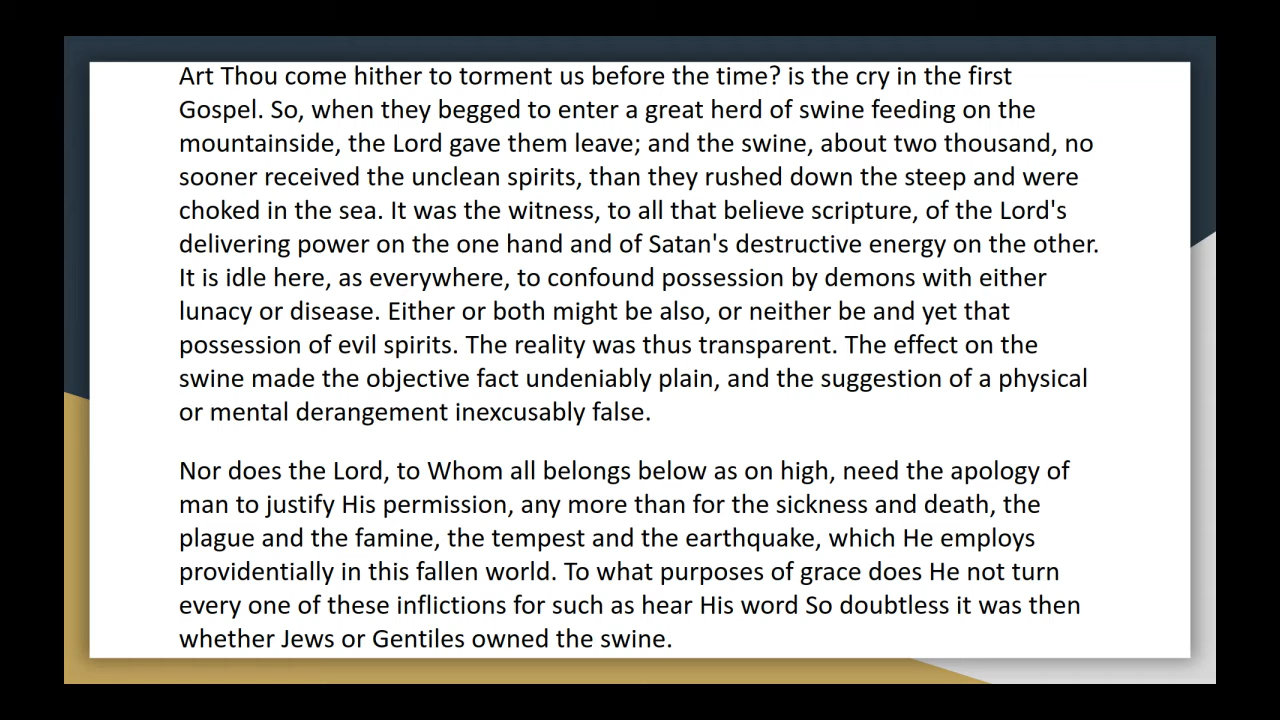 Art Thou come hither to torment us before the time? is the cry in the first
Gospel. So, when they begged to enter a great herd of swine feeding on the
mountainside, the Lord gave them leave; and the swine, about two thousand, no
sooner received the unclean spirits, than they rushed down the steep and were
choked in the sea. It was the witness, to all that believe scripture, of the Lord's
delivering power on the one hand and of Satan's destructive energy on the other.
It is idle here, as everywhere, to confound possession by demons with either
lunacy or disease. Either or both might be also, or neither be and yet that
possession of evil spirits. The reality was thus transparent. The effect on the
swine made the objective fact undeniably plain, and the suggestion of a physical
or mental derangement inexcusably false.
Nor does the Lord, to Whom all belongs below as on high, need the apology of
man to justify His permission, any more than for the sickness and death, the
plague and the famine, the tempest and the earthquake, which He employs
providentially in this fallen world. To what purposes of grace does He not turn
every one of these inflictions for such as hear His word So doubtless it was then
whether Jews or Gentiles owned the swine.